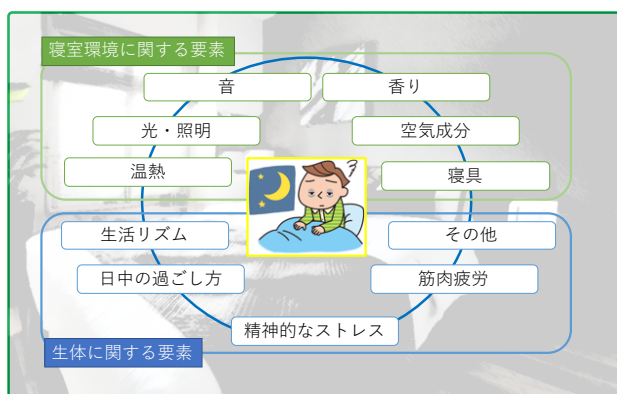 寝室環境に関する要素
音
香り
光・照明
空気成分
温熱
寝具
生活リズム
その他
日中の過ごし方
筋肉疲労
精神的なストレス
生体に関する要素